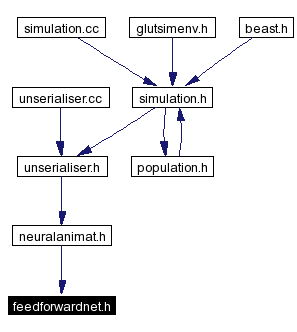 simulation.cc
glutsimenv.h
beast.h
unserialiser.cc
simulation.h
unserialiser.h
population.h
neuralanimat.h
feedforwardnet.h